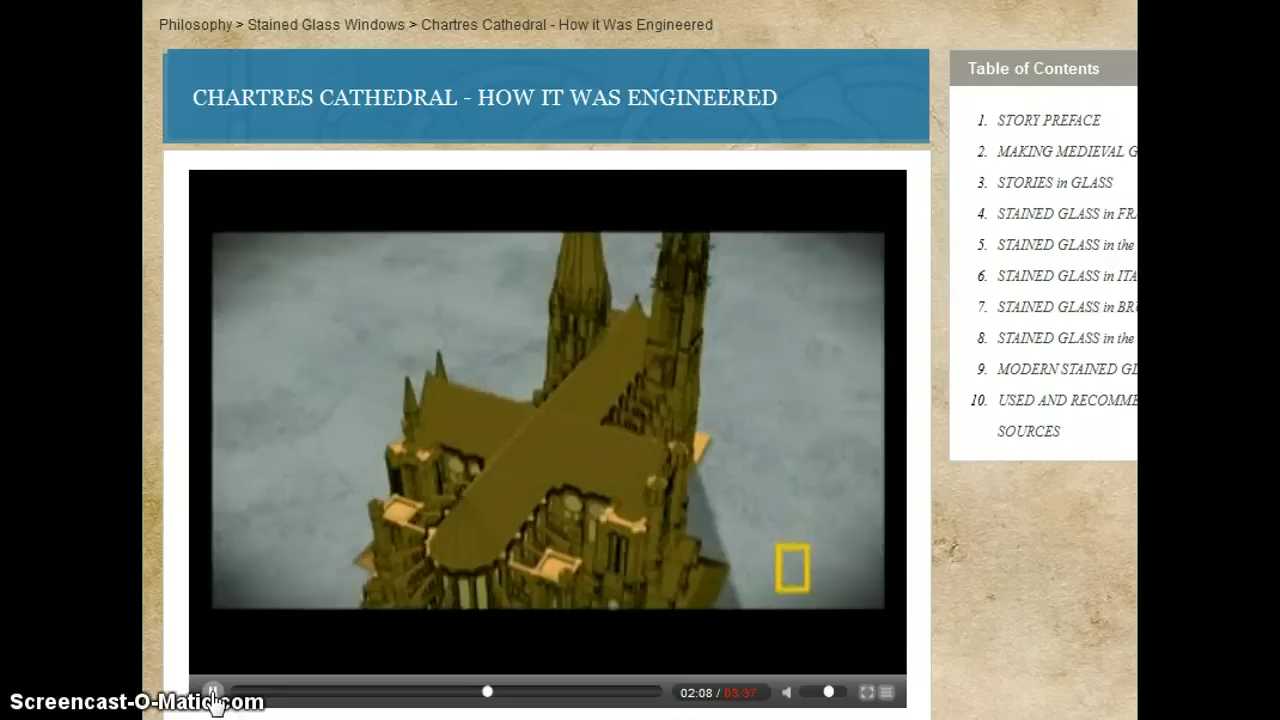 Philosophy > Stained Glass Windows > Chartres Cathedral - How it Was Engineered
CHARTRES CATHEDRAL - HOW IT WAS ENGINEERED
Table of Contents
1. STORY PREFACE
2. MAKING MEDIEVAL G
3. STORIES in GLASS
4. STAINED GLASS in FRA
5. STAINED GLASS in the
6. STAINED GLASS in ITA
7. STAINED GLASS in BR
8. STAINED GLASS in the
9. MODERN STAINED GL
10. USED AND RECOMME
SOURCES
02:08 / 03:37
Screencast-O-Matic.com